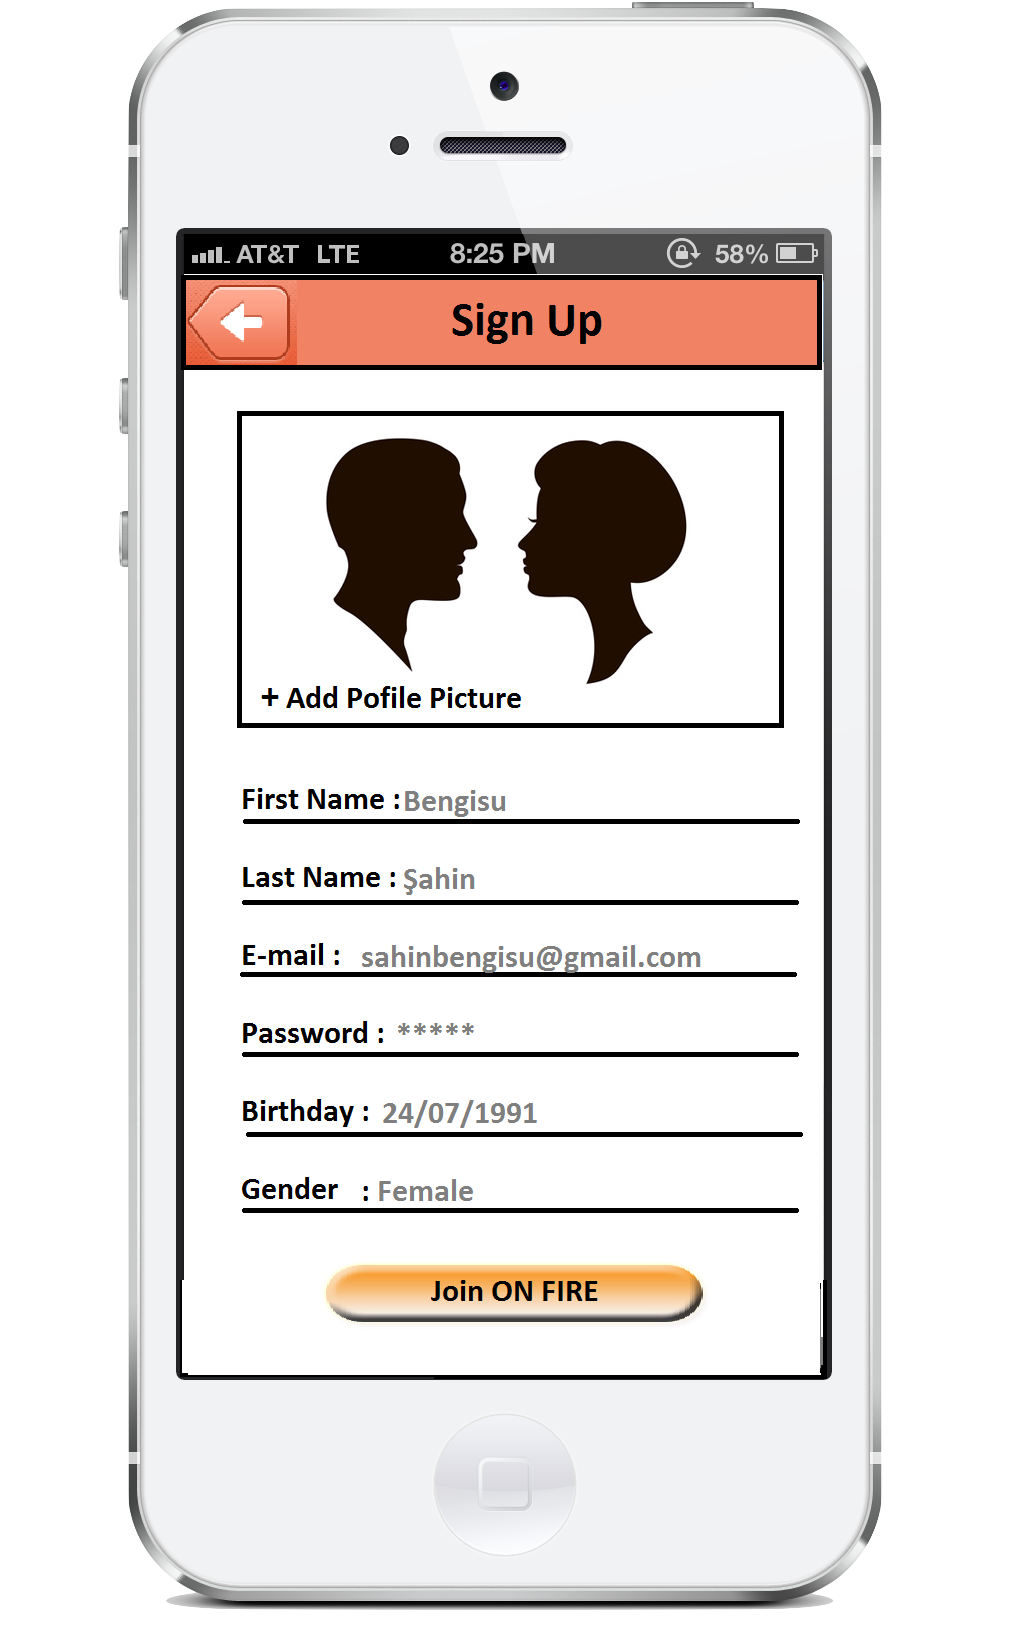 AT&T LTE 8:25 PM 58%
Sign Up
+ Add Pofile Picture
First Name : Bengisu
Last Name : Şahin
E-mail : sahinbengisu@gmail.com
Password : *****
Birthday : 24/07/1991
Gender : Female
Join ON FIRE